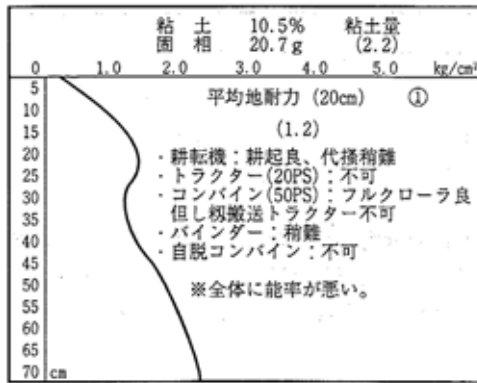 粘土 10.5% 粘土量
固相 20.7g (2.2)
0 1.0 2.0 3.0 4.0 5.0 kg/cm²
5
10
15
20
25
30
35
40
45
50
55
60
65
70 cm
平均地耐力 (20cm) ①
(1.2)
・耕転機：耕起良、代掻稍難
・トラクター(20PS)：不可
・コンバイン(50PS)：フルクローラ良
但し籾搬送トラクター不可
・バインダー：稍難
・自脱コンバイン：不可
※全体に能率が悪い。